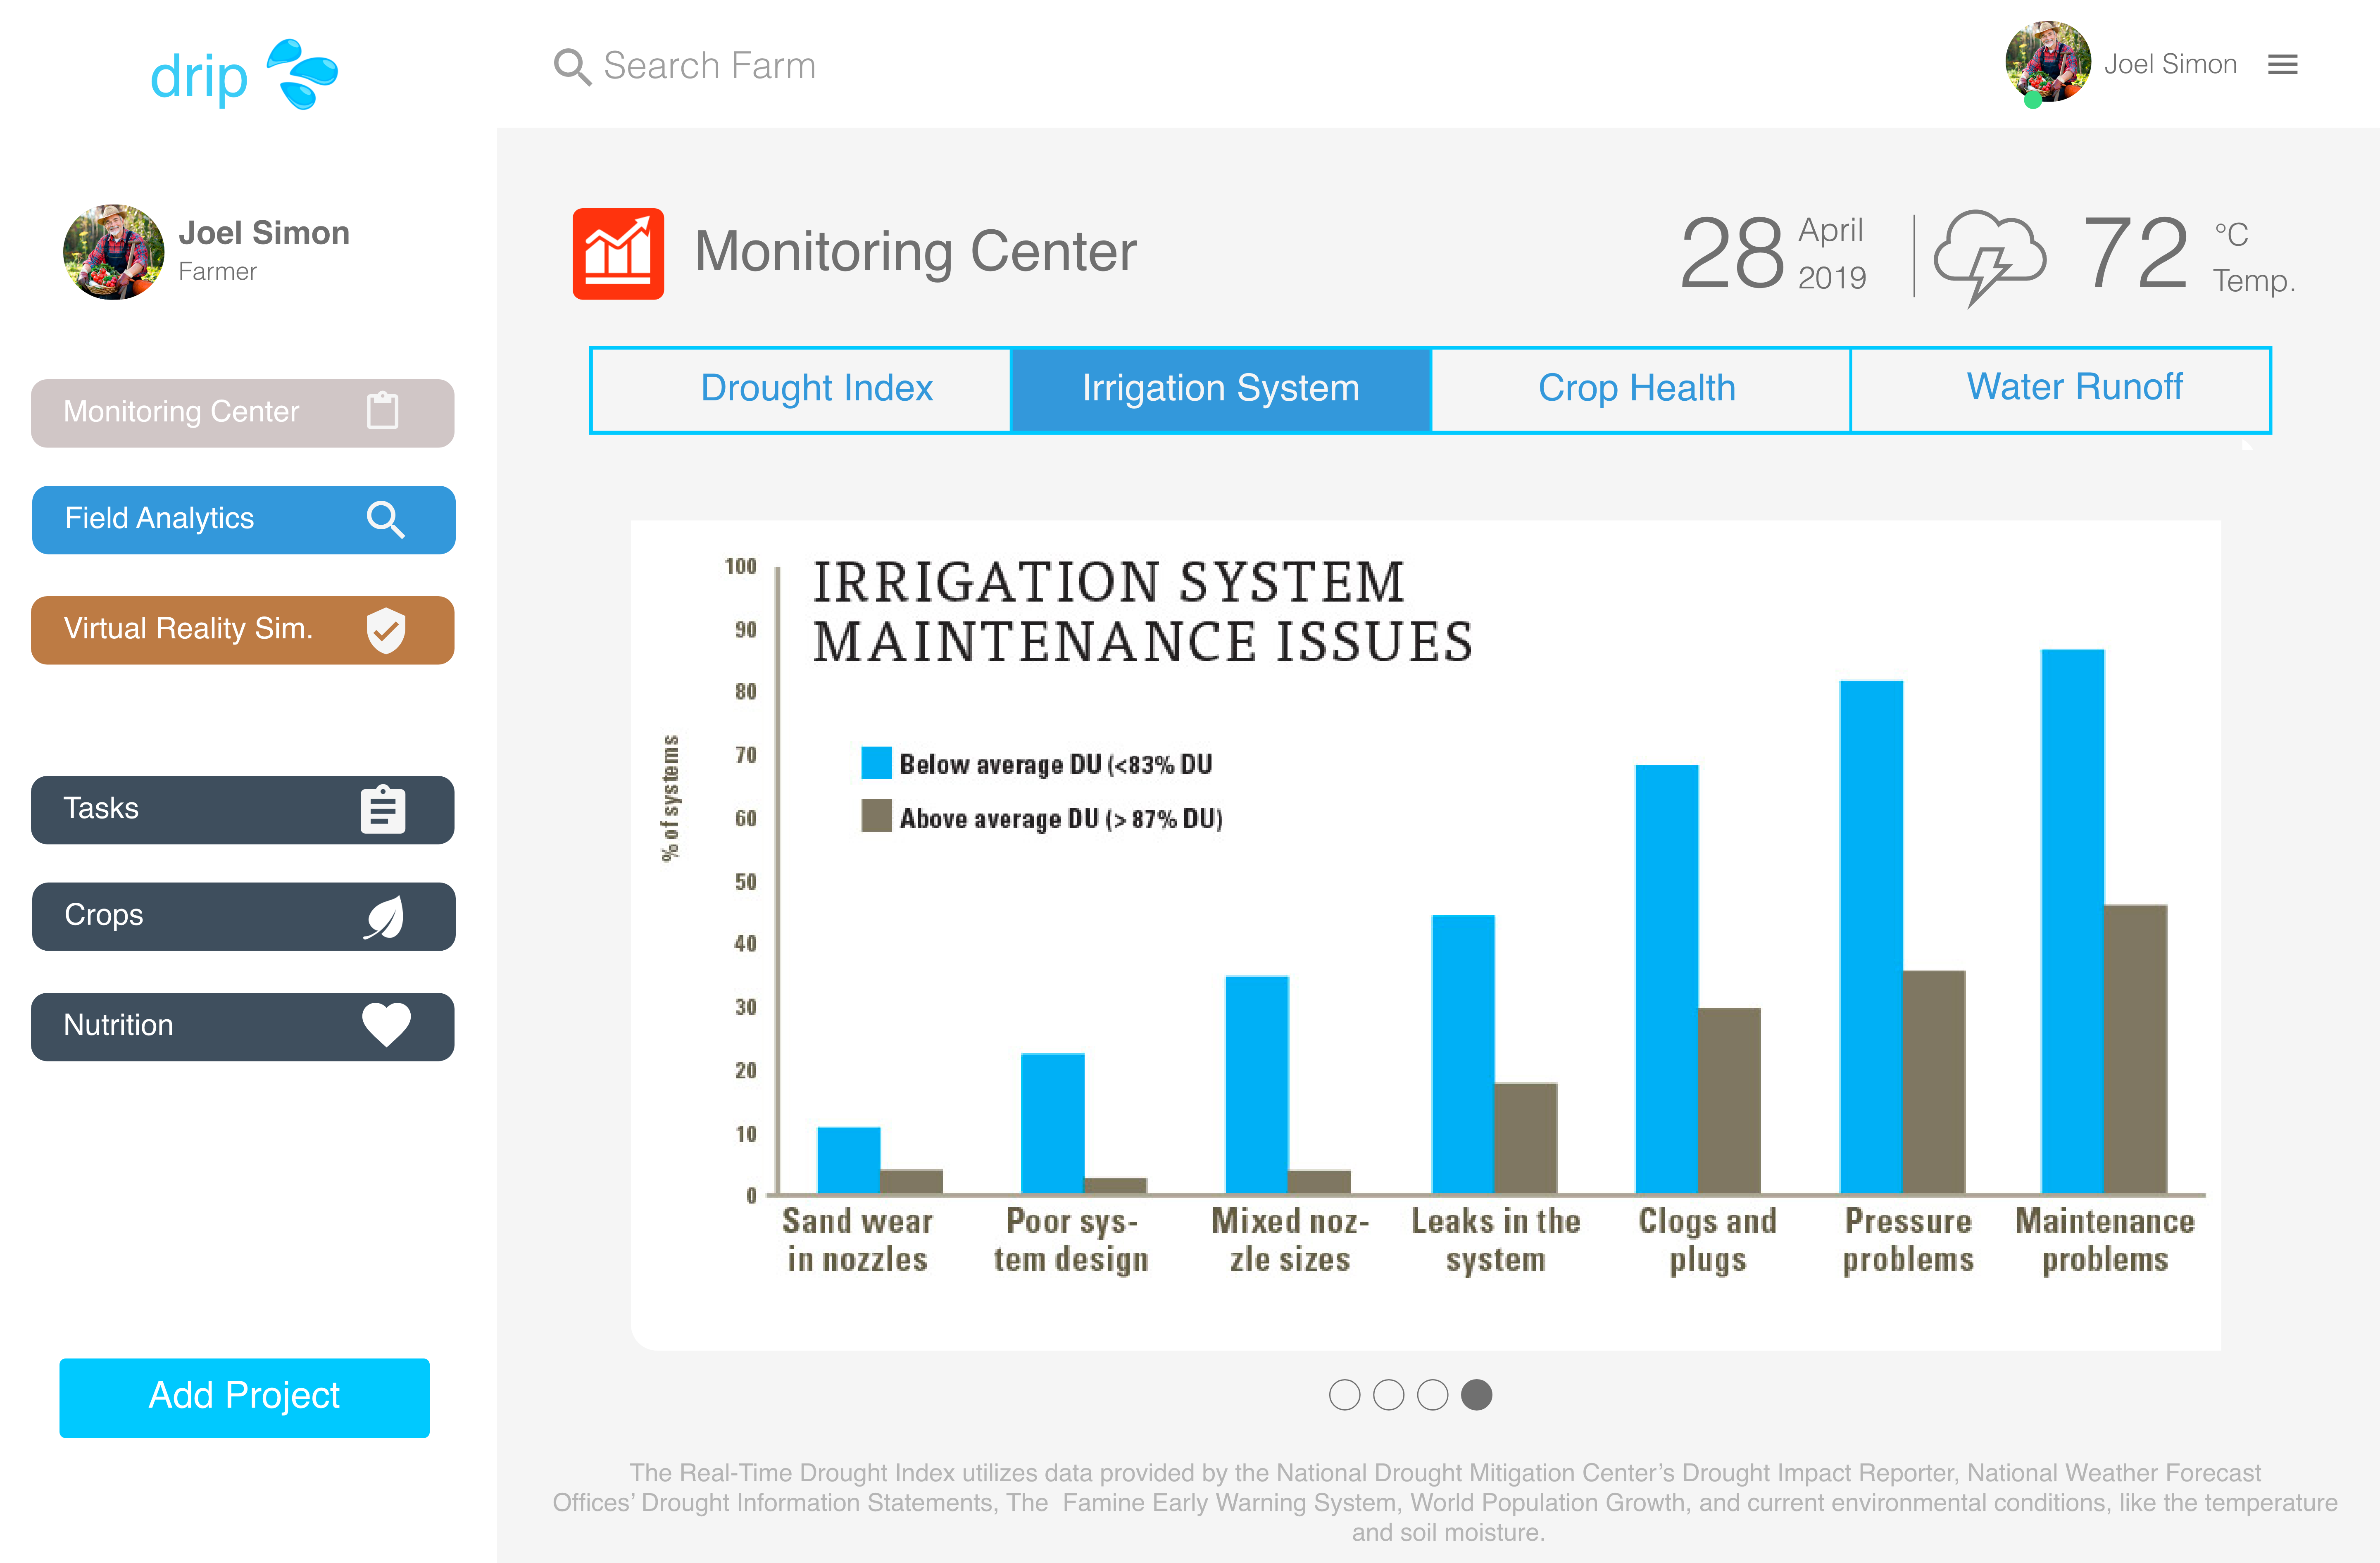 drip
Search Farm
Joel Simon
Joel Simon
Farmer
Monitoring Center
Field Analytics
Virtual Reality Sim.
Tasks
Crops
Nutrition
Add Project
Monitoring Center
28 April 2019
72 °C Temp.
Drought Index
Irrigation System
Crop Health
Water Runoff
IRRIGATION SYSTEM
MAINTENANCE ISSUES
% of systems
100
90
80
70
60
50
40
30
20
10
0
Below average DU (<83% DU
Above average DU (> 87% DU)
Sand wear
in nozzles
Poor sys-
tem design
Mixed noz-
zle sizes
Leaks in the
system
Clogs and
plugs
Pressure
problems
Maintenance
problems
The Real-Time Drought Index utilizes data provided by the National Drought Mitigation Center’s Drought Impact Reporter, National Weather Forecast
Offices’ Drought Information Statements, The Famine Early Warning System, World Population Growth, and current environmental conditions, like the temperature
and soil moisture.